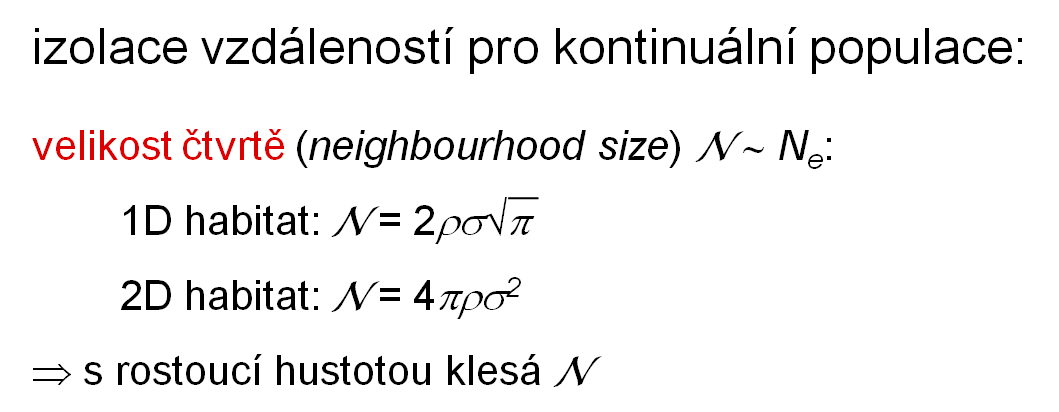 izolace vzdáleností pro kontinuální populace:
velikost čtvrtě (neighbourhood size) 𝒩 ~ Nₑ:
1D habitat: 𝒩 = 2ρσ√π
2D habitat: 𝒩 = 4πρσ²
⇒ s rostoucí hustotou klesá 𝒩